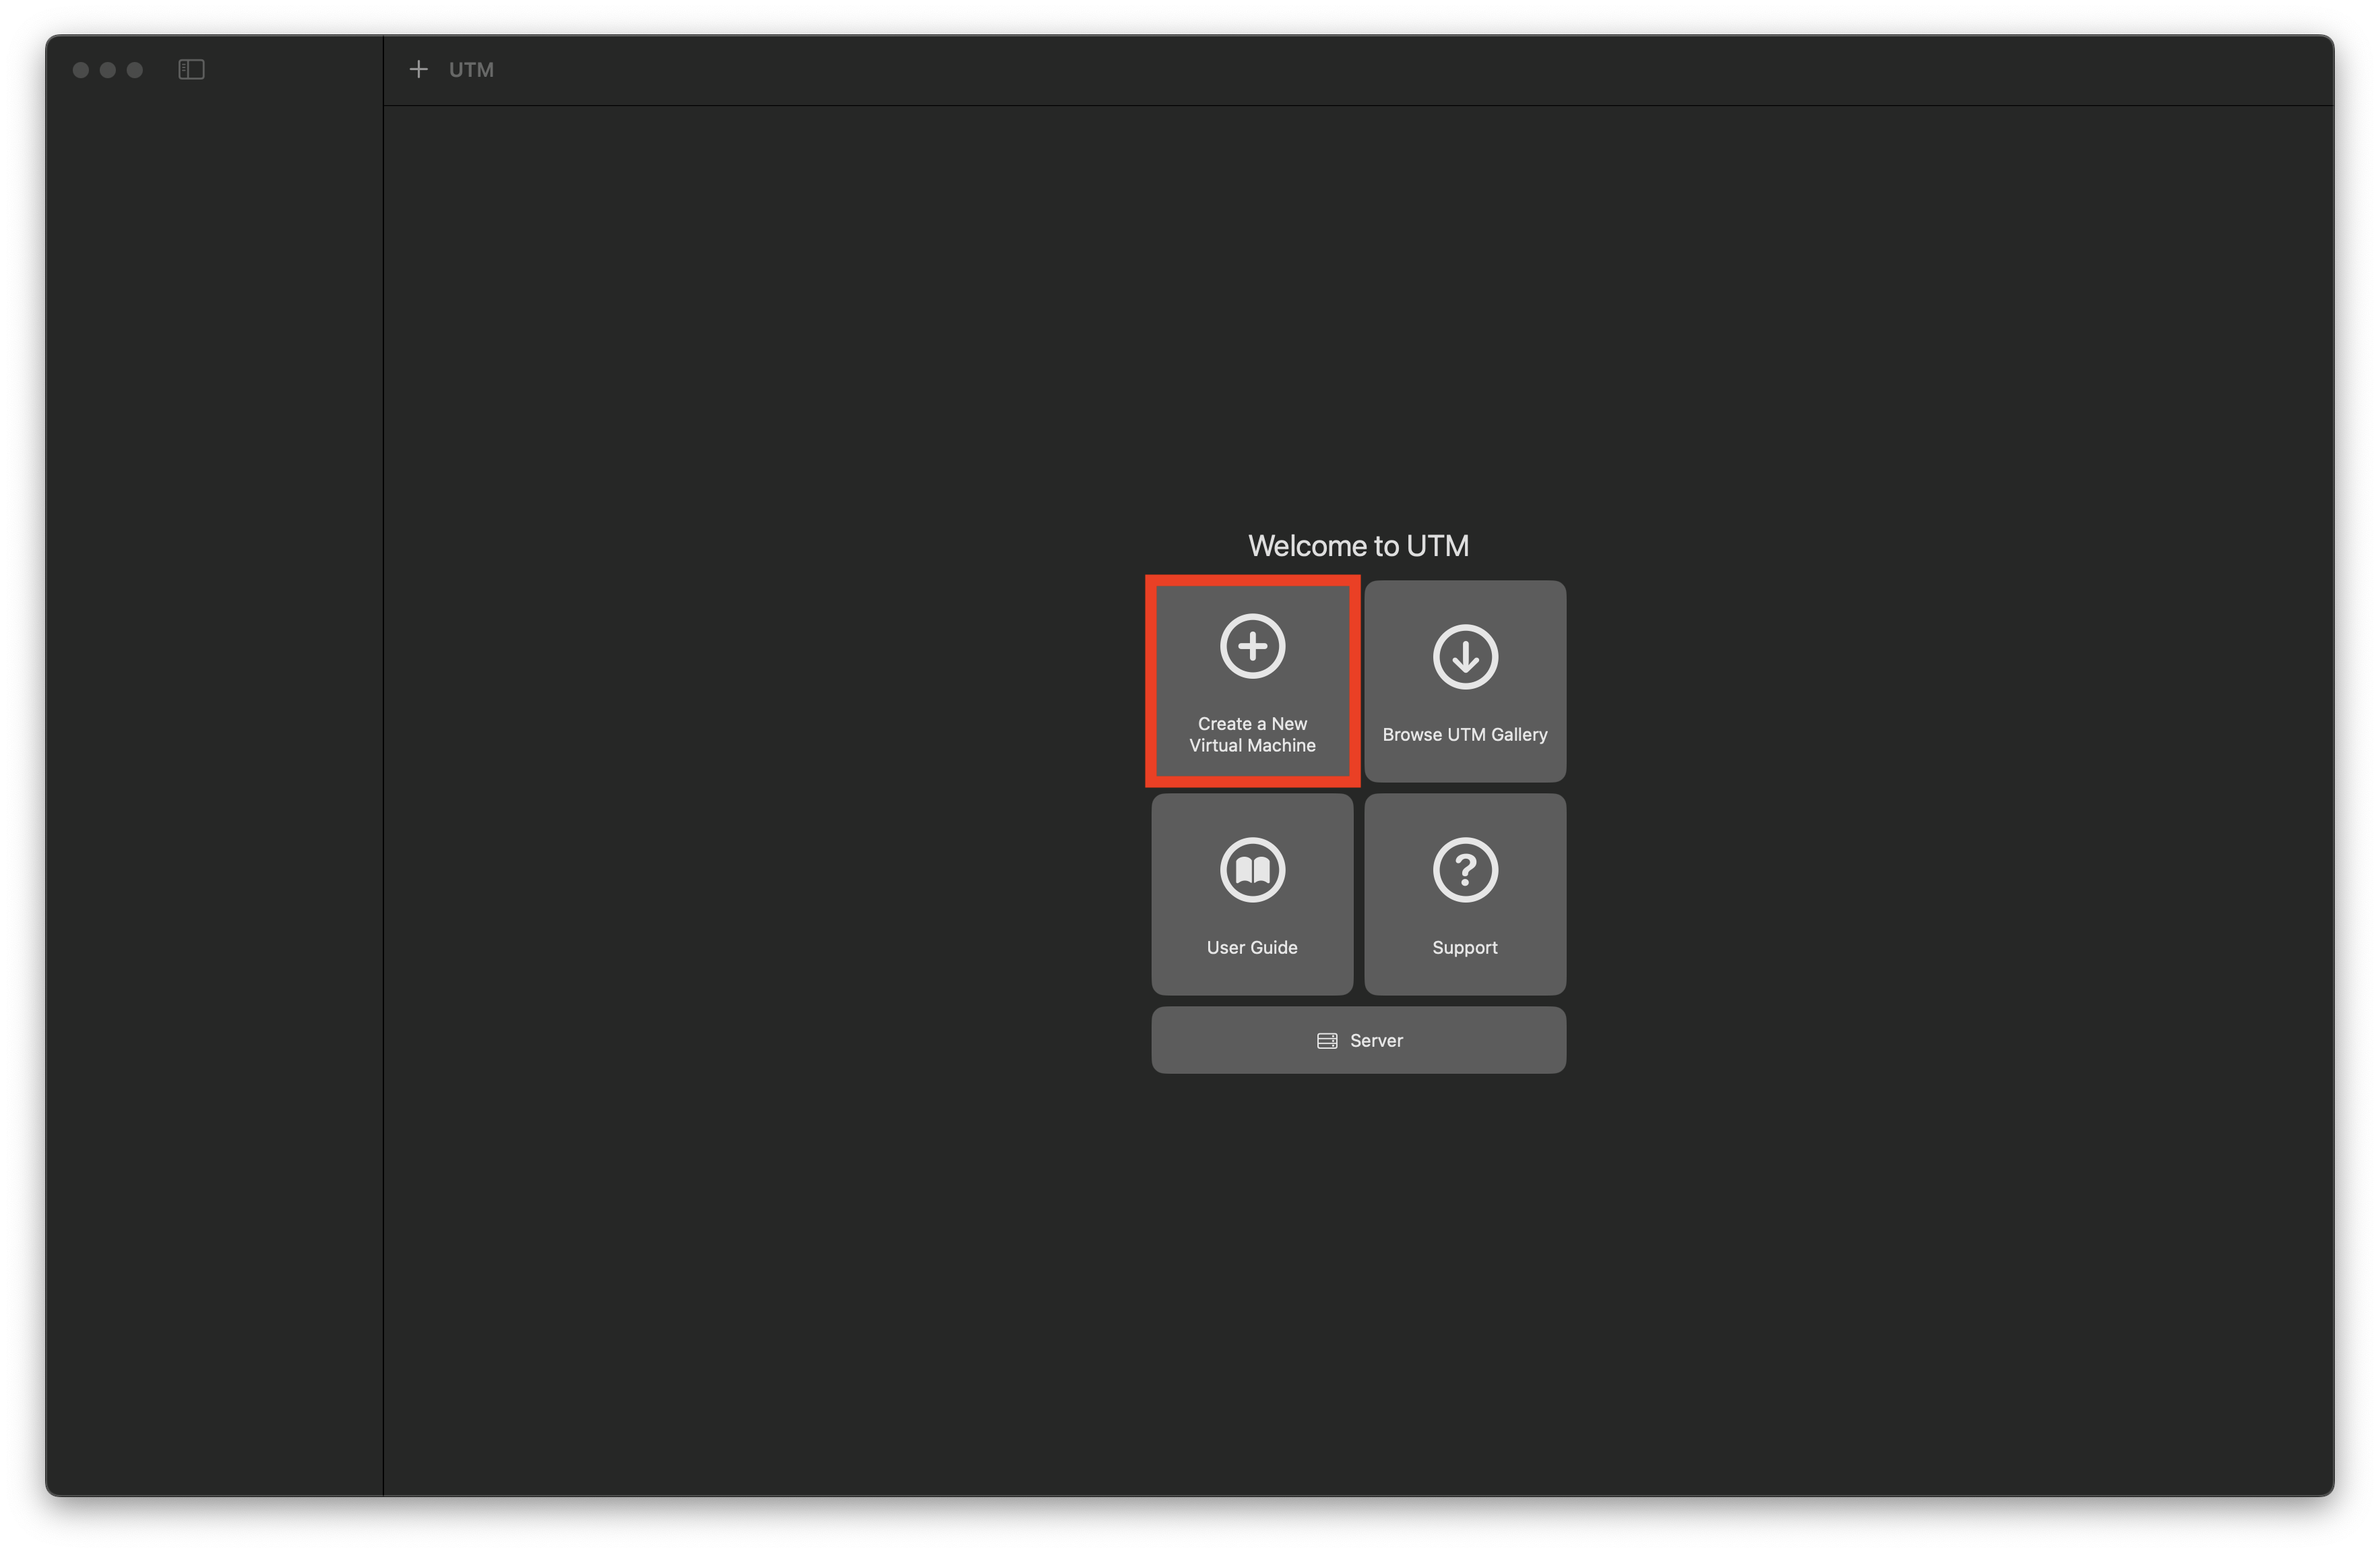 UTM
Welcome to UTM
Create a New
Virtual Machine
Browse UTM Gallery
User Guide
Support
Server